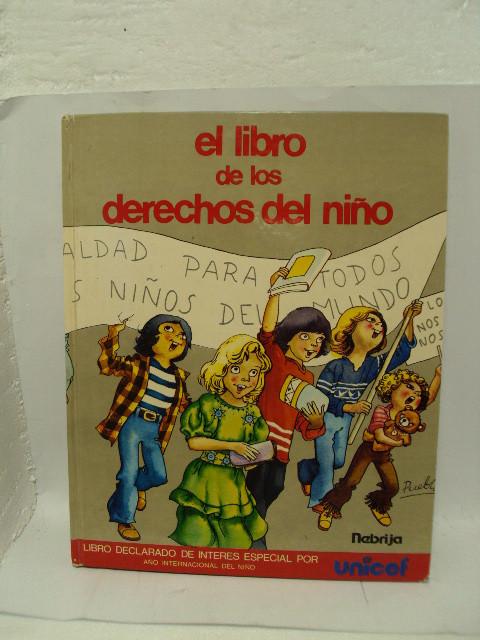 el libro
de los
derechos del niño
ALDAD PARA TODOS
S NIÑOS DEL MUNDO
LO
NOS
NOS
Nebrija
LIBRO DECLARADO DE INTERES ESPECIAL POR
AÑO INTERNACIONAL DEL NIÑO
unicef